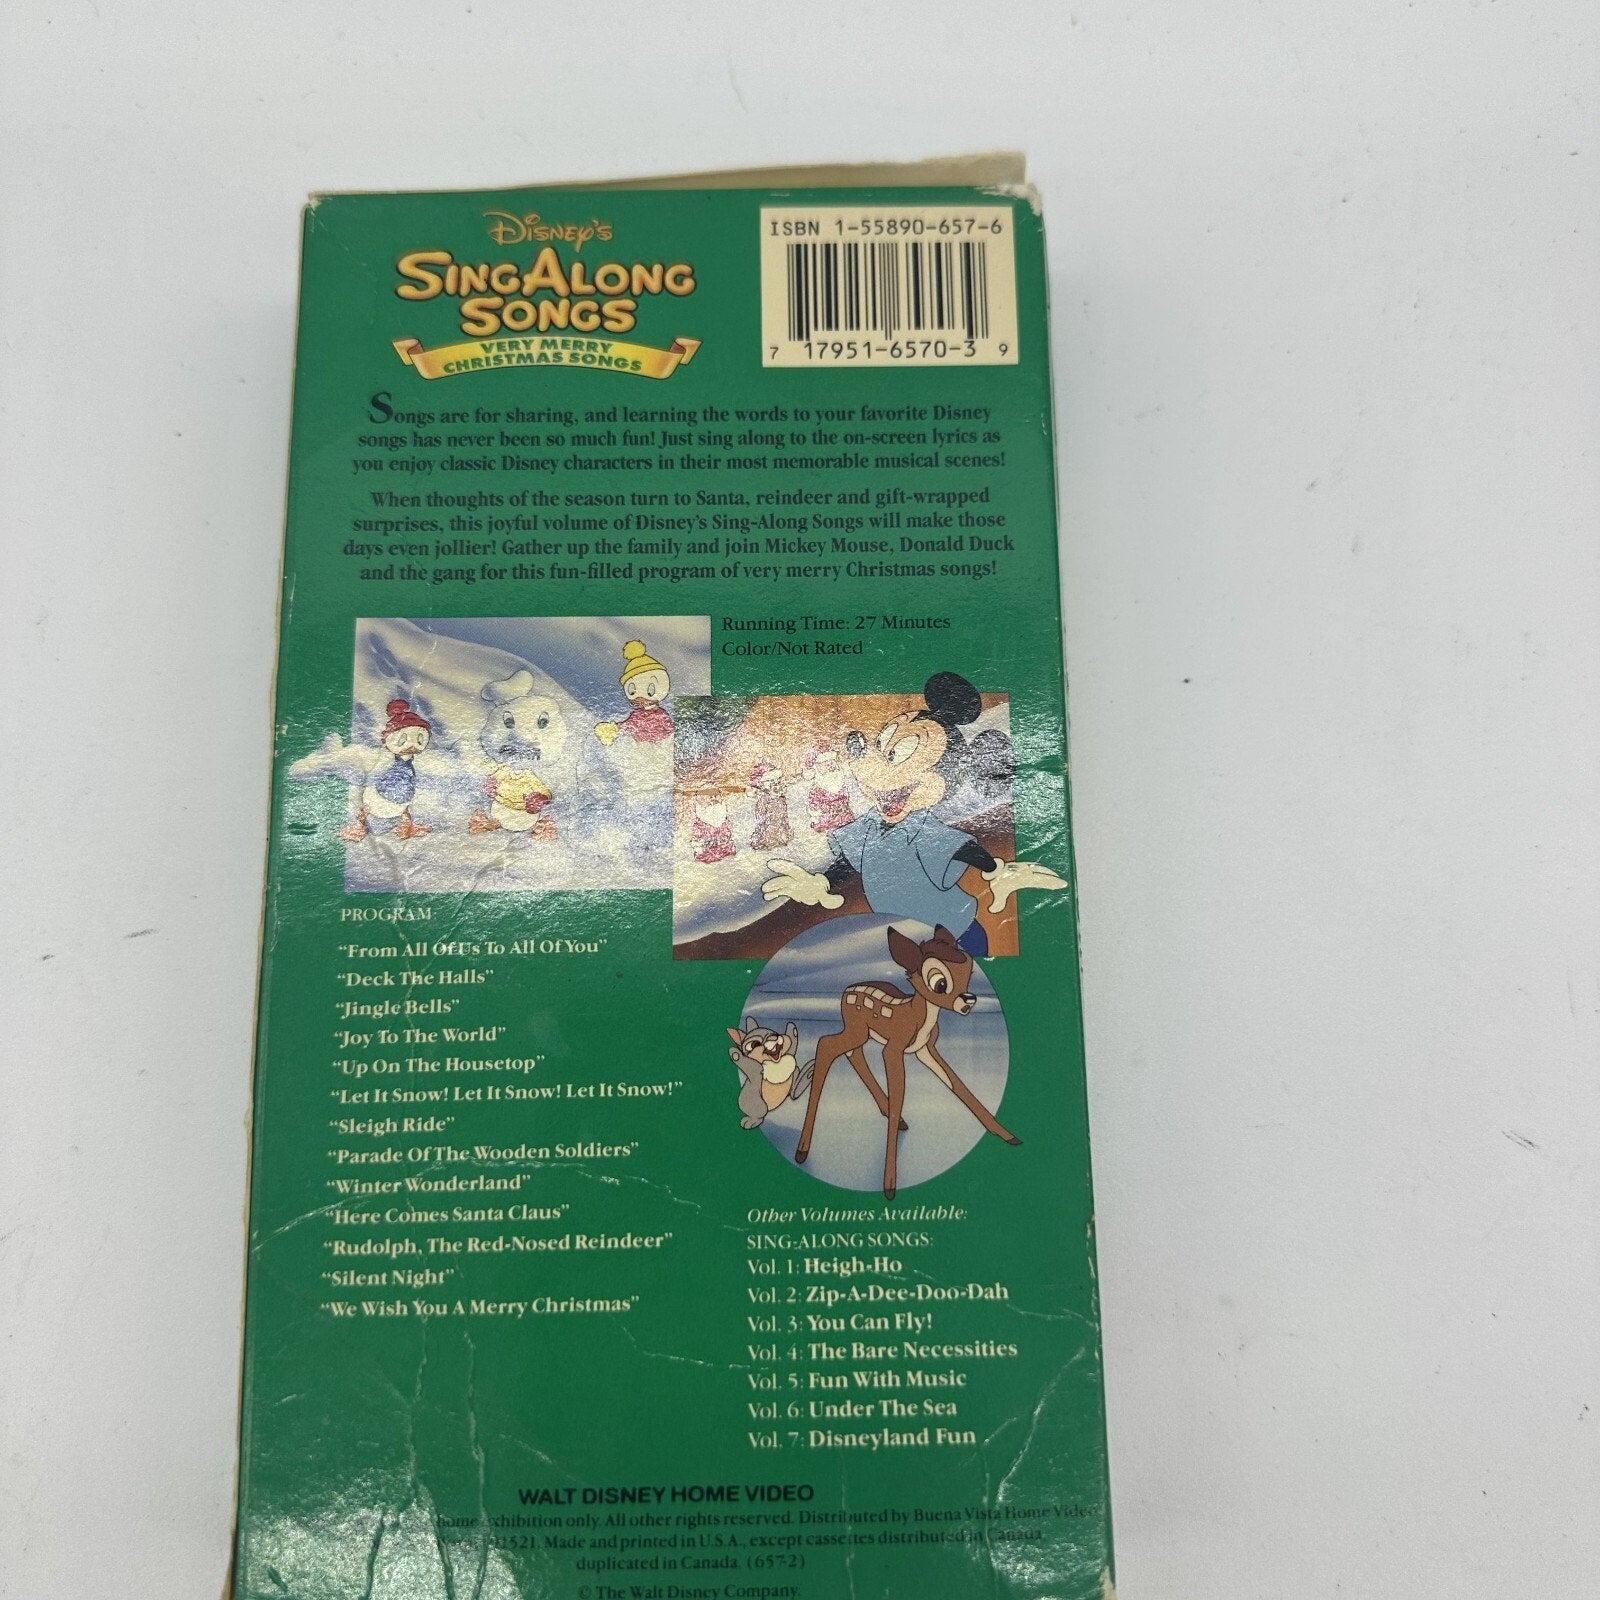 Disney's
Sing Along
Songs
VERY MERRY
CHRISTMAS SONGS
ISBN 1-55890-657-6
7 17951-6570-3 9
Songs are for sharing, and learning the words to your favorite Disney
songs has never been so much fun! Just sing along to the on-screen lyrics as
you enjoy classic Disney characters in their most memorable musical scenes!
When thoughts of the season turn to Santa, reindeer and gift-wrapped
surprises, this joyful volume of Disney's Sing-Along Songs will make those
days even jollier! Gather up the family and join Mickey Mouse, Donald Duck
and the gang for this fun-filled program of very merry Christmas songs!
Running Time: 27 Minutes
Color/Not Rated
PROGRAM:
"From All Of Us To All Of You"
"Deck The Halls"
"Jingle Bells"
"Joy To The World"
"Up On The Housetop"
"Let It Snow! Let It Snow! Let It Snow!"
"Sleigh Ride"
"Parade Of The Wooden Soldiers"
"Winter Wonderland"
"Here Comes Santa Claus"
"Rudolph, The Red-Nosed Reindeer"
"Silent Night"
"We Wish You A Merry Christmas"
Other Volumes Available:
SING-ALONG SONGS:
Vol. 1: Heigh-Ho
Vol. 2: Zip-A-Dee-Doo-Dah
Vol. 3: You Can Fly!
Vol. 4: The Bare Necessities
Vol. 5: Fun With Music
Vol. 6: Under The Sea
Vol. 7: Disneyland Fun
WALT DISNEY HOME VIDEO
home exhibition only. All other rights reserved. Distributed by Buena Vista Home Video
91521. Made and printed in U.S.A., except cassettes distributed in Canada
duplicated in Canada. (657-2)
© The Walt Disney Company.